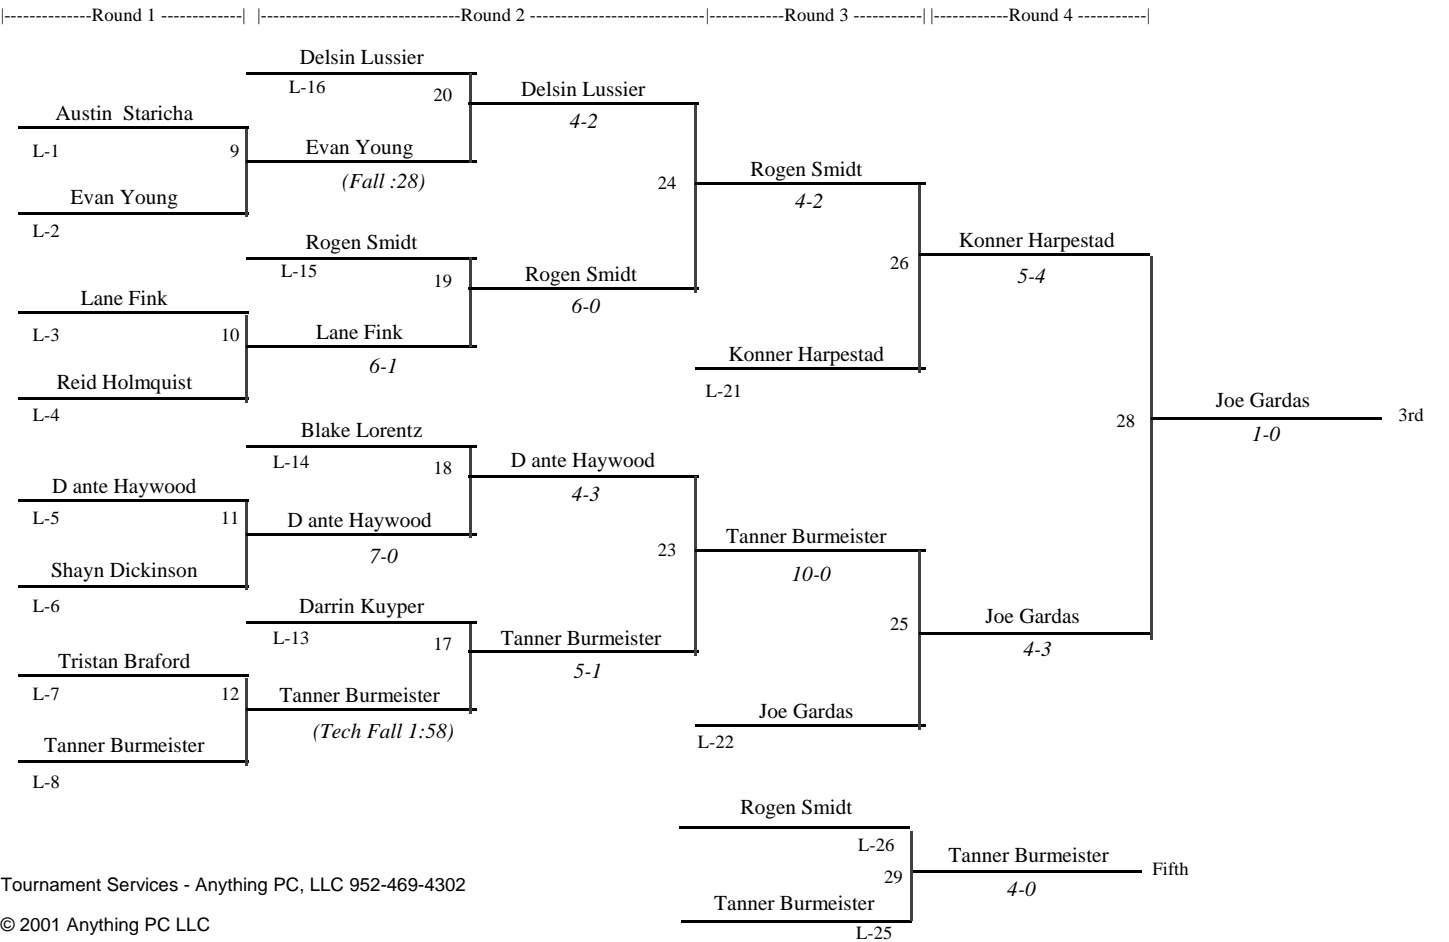 |--------------Round 1 -------------| |--------------------------------Round 2 ----------------------------|------------Round 3 -----------| |------------Round 4 -----------|
Delsin Lussier
L-16
20
Delsin Lussier
4-2
Austin Staricha
L-1
9
Evan Young
(Fall :28)
Evan Young
L-2
24
Rogen Smidt
4-2
Rogen Smidt
L-15
19
Rogen Smidt
6-0
Lane Fink
L-3
10
Lane Fink
6-1
Reid Holmquist
L-4
26
Konner Harpestad
5-4
Konner Harpestad
L-21
28
Joe Gardas
3rd
1-0
Blake Lorentz
L-14
18
D ante Haywood
4-3
D ante Haywood
L-5
11
D ante Haywood
7-0
Shayn Dickinson
L-6
23
Tanner Burmeister
10-0
Darrin Kuyper
L-13
17
Tanner Burmeister
5-1
Tristan Braford
L-7
12
Tanner Burmeister
(Tech Fall 1:58)
Tanner Burmeister
L-8
25
Joe Gardas
4-3
Joe Gardas
L-22
Rogen Smidt
L-26
29
Tanner Burmeister
Fifth
4-0
Tanner Burmeister
L-25
Tournament Services - Anything PC, LLC 952-469-4302
© 2001 Anything PC LLC